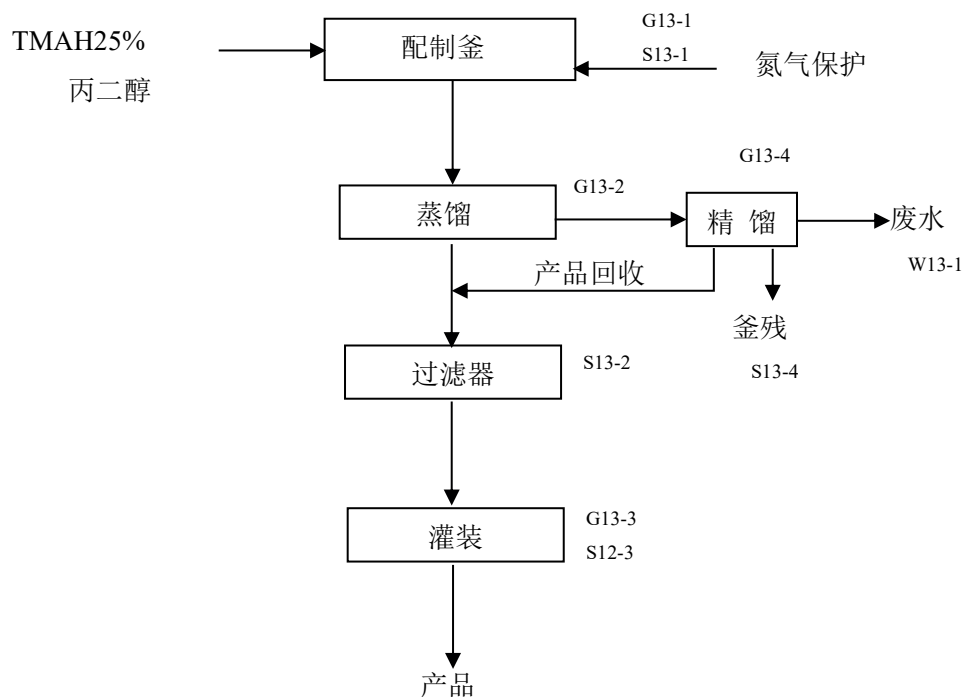 G13-1
TMAH25%
配制釜
S13-1
氮气保护
丙二醇
G13-4
G13-2
蒸馏
精 馏
废水
W13-1
产品回收
釜残
过滤器
S13-2
S13-4
G13-3
灌装
S12-3
产品